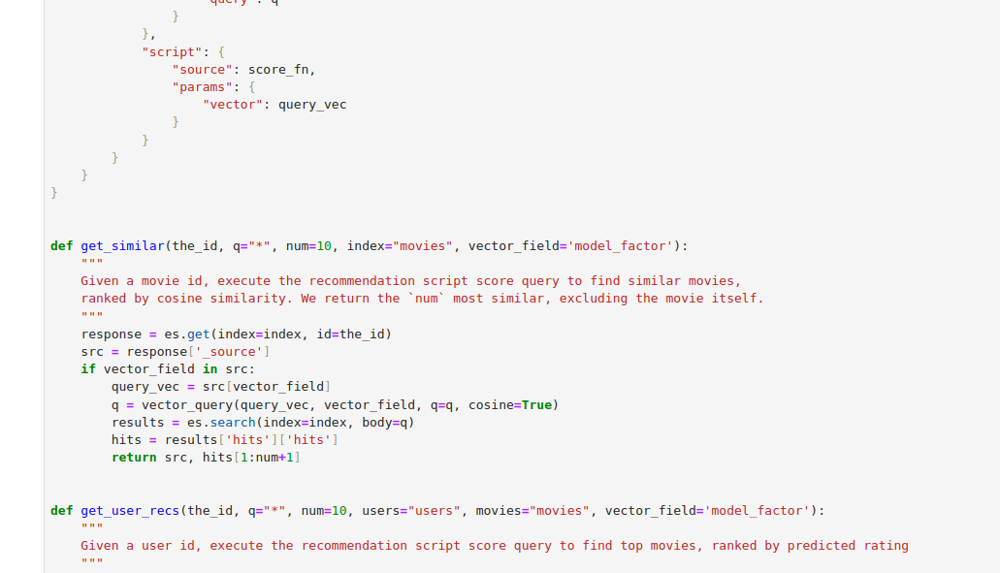 "query": q
                }
            },
            "script": {
                "source": score_fn,
                "params": {
                    "vector": query_vec
                }
            }
        }
    }
}
def get_similar(the_id, q="*", num=10, index="movies", vector_field='model_factor'):
    """
    Given a movie id, execute the recommendation script score query to find similar movies,
    ranked by cosine similarity. We return the `num` most similar, excluding the movie itself.
    """
    response = es.get(index=index, id=the_id)
    src = response['_source']
    if vector_field in src:
        query_vec = src[vector_field]
        q = vector_query(query_vec, vector_field, q=q, cosine=True)
        results = es.search(index=index, body=q)
        hits = results['hits']['hits']
        return src, hits[1:num+1]
def get_user_recs(the_id, q="*", num=10, users="users", movies="movies", vector_field='model_factor'):
    """
    Given a user id, execute the recommendation script score query to find top movies, ranked by predicted rating
    """